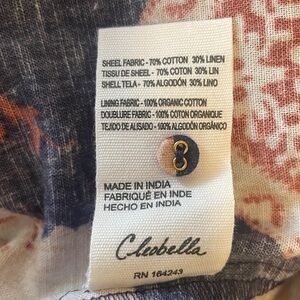 SHEEL FABRIC - 70% COTTON 30% LINEN
TISSU DE SHEEL - 70% COTON 30% LIN
SHELL TELA - 70% ALGODÓN 30% LINO
LINING FABRIC - 100% ORGANIC COTTON
DOUBLURE FABRIC - 100% COTON ORGANIQUE
TEJIDO DE ALISADO - 100% ALGODÓN ORGÁNICO
MADE IN INDIA
FABRIQUÉ EN INDE
HECHO EN INDIA
Cleobella
RN 164243